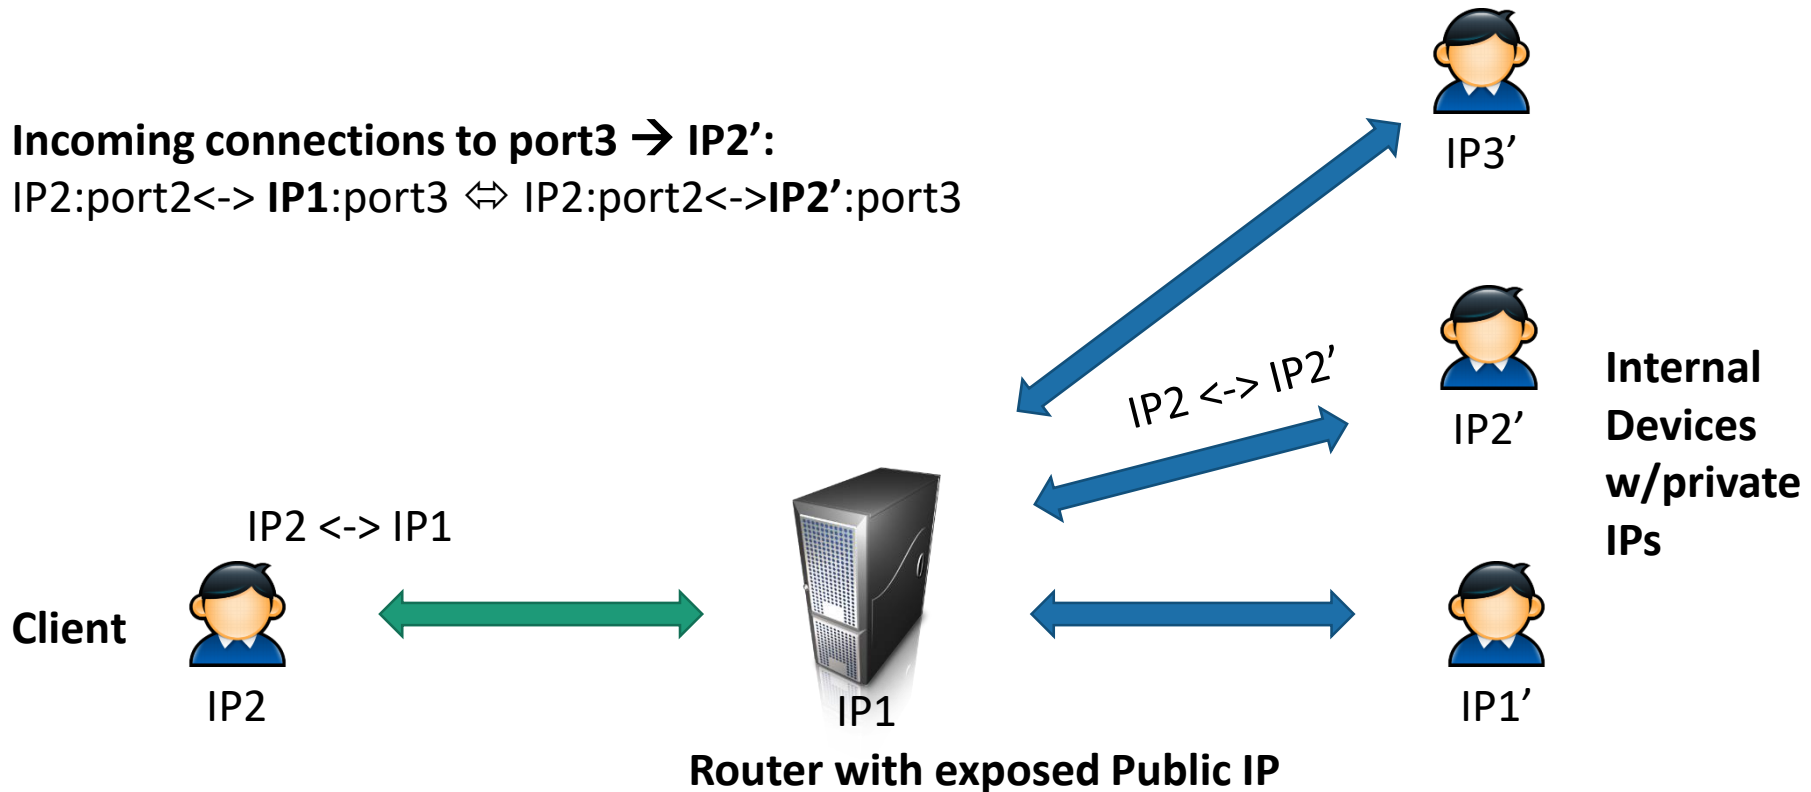 Incoming connections to port3 → IP2’:
IP2:port2<-> IP1:port3 ⬄ IP2:port2<->IP2’:port3
IP3’
IP2 <-> IP2’
IP2’
Internal
Devices
w/private
IPs
IP2 <-> IP1
Client
IP2
IP1
IP1’
Router with exposed Public IP